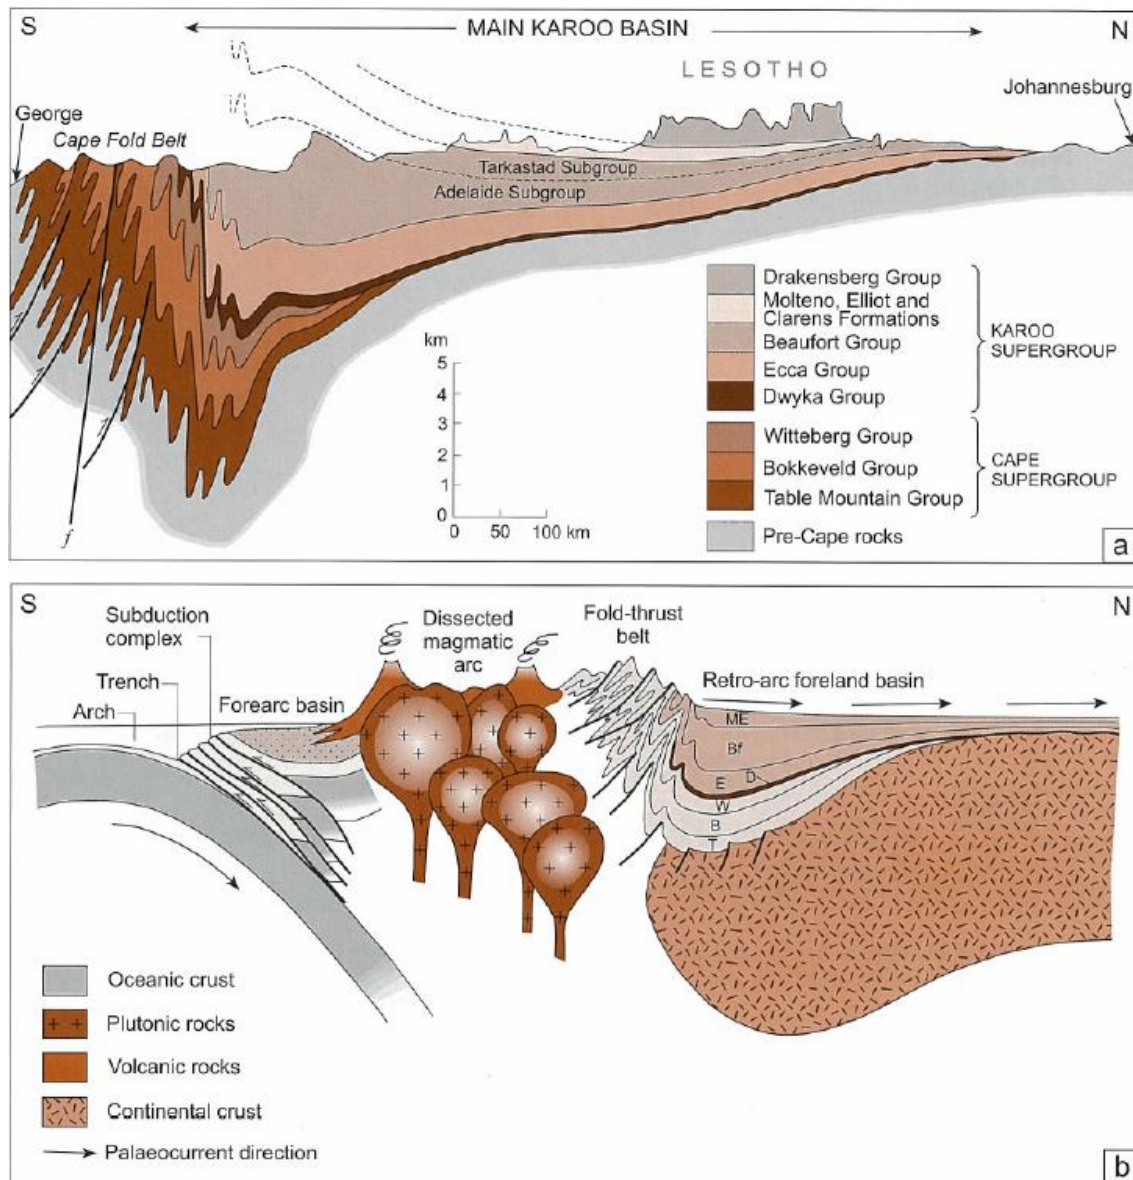 S
MAIN KAROO BASIN
N
LESOTHO
George
Johannesburg
Cape Fold Belt
Tarkastad Subgroup
Adelaide Subgroup
km
5
4
3
2
1
0
0 50 100 km
f
Drakensberg Group
Molteno, Elliot and
Clarens Formations
Beaufort Group
Ecca Group
Dwyka Group
KAROO
SUPERGROUP
Witteberg Group
Bokkeveld Group
Table Mountain Group
CAPE
SUPERGROUP
Pre-Cape rocks
a
S
N
Subduction
complex
Trench
Arch
Forearc basin
Dissected
magmatic
arc
Fold-thrust
belt
Retro-arc foreland basin
ME
Bf
D
E
W
B
T
Oceanic crust
Plutonic rocks
Volcanic rocks
Continental crust
Palaeocurrent direction
b